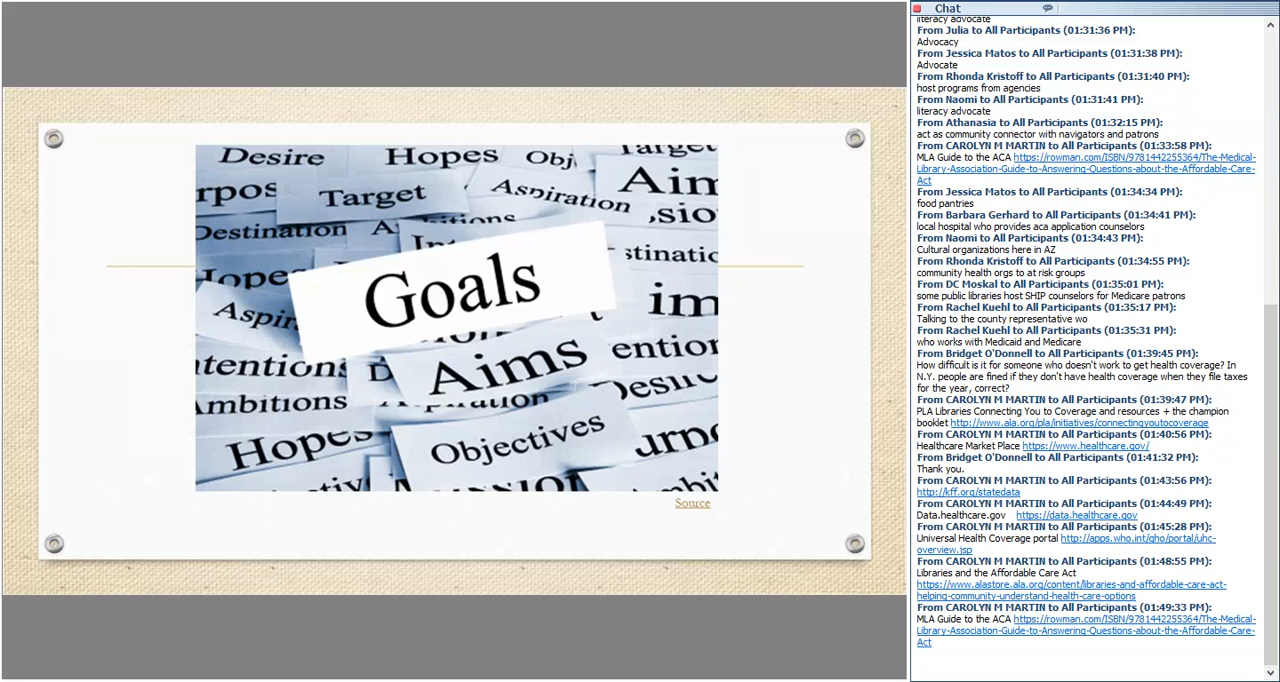 Desire Hopes Obj
Target
rpos Target Aspiration Aim
Destination A itions sio
In stinatic
Hopes Goals
Aspir im
tention: D Aims entior
Ambitions Aspiration Desire
Hopes Objectives urn
Source
Chat
literacy advocate
From Julia to All Participants (01:31:36 PM):
Advocacy
From Jessica Matos to All Participants (01:31:38 PM):
Advocate
From Rhonda Kristoff to All Participants (01:31:40 PM):
host programs from agencies
From Naomi to All Participants (01:31:41 PM):
literacy advocate
From Athanasia to All Participants (01:32:15 PM):
act as community connector with navigators and patrons
From CAROLYN M MARTIN to All Participants (01:33:58 PM):
MLA Guide to the ACA https://rowman.com/ISBN/9781442255364/The-Medical-
Library-Association-Guide-to-Answering-Questions-about-the-Affordable-Care-
Act
From Jessica Matos to All Participants (01:34:34 PM):
food pantries
From Barbara Gerhard to All Participants (01:34:41 PM):
local hospital who provides aca application counselors
From Naomi to All Participants (01:34:43 PM):
Cultural organizations here in AZ
From Rhonda Kristoff to All Participants (01:34:55 PM):
community health orgs to at risk groups
From DC Moskal to All Participants (01:35:01 PM):
some public libraries host SHIP counselors for Medicare patrons
From Rachel Kuehl to All Participants (01:35:17 PM):
Talking to the county representative wo
From Rachel Kuehl to All Participants (01:35:31 PM):
who works with Medicaid and Medicare
From Bridget O'Donnell to All Participants (01:39:45 PM):
How difficult is it for someone who doesn't work to get health coverage? In
N.Y. people are fined if they don't have health coverage when they file taxes
for the year, correct?
From CAROLYN M MARTIN to All Participants (01:39:47 PM):
PLA Libraries Connecting You to Coverage and resources + the champion
booklet http://www.ala.org/pla/initiatives/connectingyoutocoverage
From CAROLYN M MARTIN to All Participants (01:40:56 PM):
Healthcare Market Place https://www.healthcare.gov/
From Bridget O'Donnell to All Participants (01:41:32 PM):
Thank you.
From CAROLYN M MARTIN to All Participants (01:43:56 PM):
http://kff.org/statedata
From CAROLYN M MARTIN to All Participants (01:44:49 PM):
Data.healthcare.gov https://data.healthcare.gov
From CAROLYN M MARTIN to All Participants (01:45:28 PM):
Universal Health Coverage portal http://apps.who.int/gho/portal/uhc-
overview.jsp
From CAROLYN M MARTIN to All Participants (01:48:55 PM):
Libraries and the Affordable Care Act
https://www.alastore.ala.org/content/libraries-and-affordable-care-act-
helping-community-understand-health-care-options
From CAROLYN M MARTIN to All Participants (01:49:33 PM):
MLA Guide to the ACA https://rowman.com/ISBN/9781442255364/The-Medical-
Library-Association-Guide-to-Answering-Questions-about-the-Affordable-Care-
Act